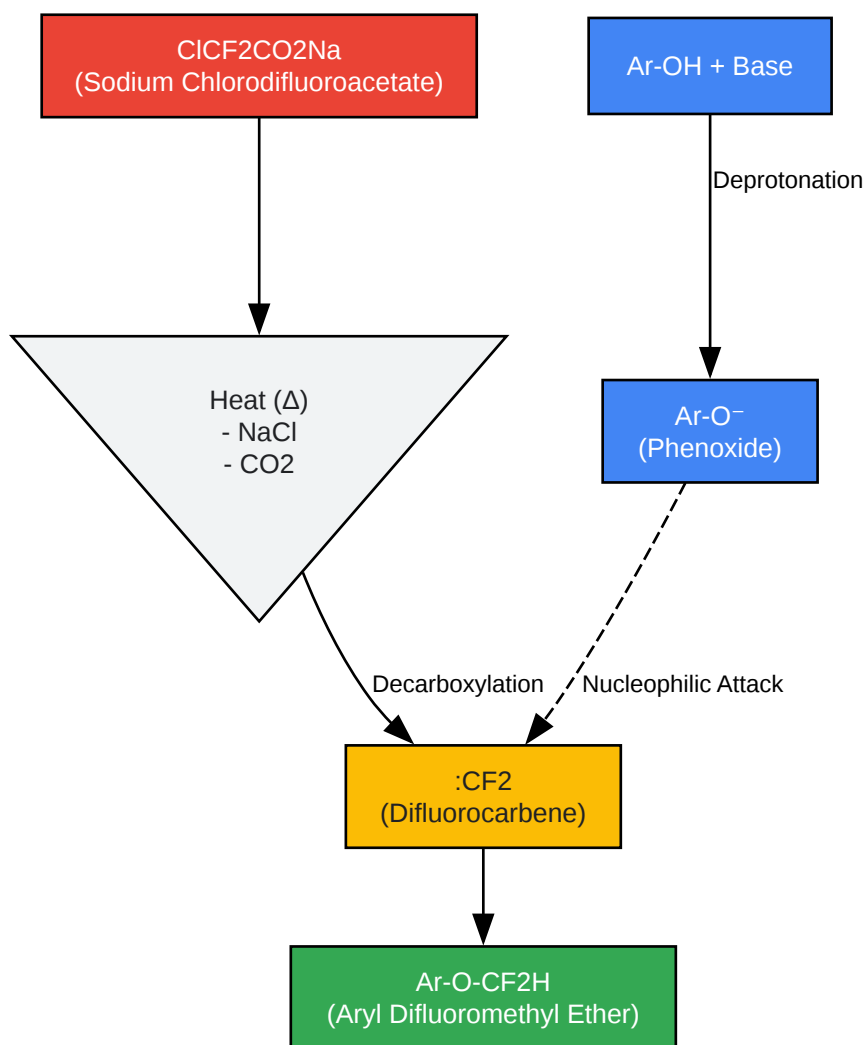 ClCF2CO2Na
(Sodium Chlorodifluoroacetate)
Ar-OH + Base
Deprotonation
Heat (Δ)
- NaCl
- CO2
Ar-O⁻
(Phenoxide)
Decarboxylation
Nucleophilic Attack
:CF2
(Difluorocarbene)
Ar-O-CF2H
(Aryl Difluoromethyl Ether)